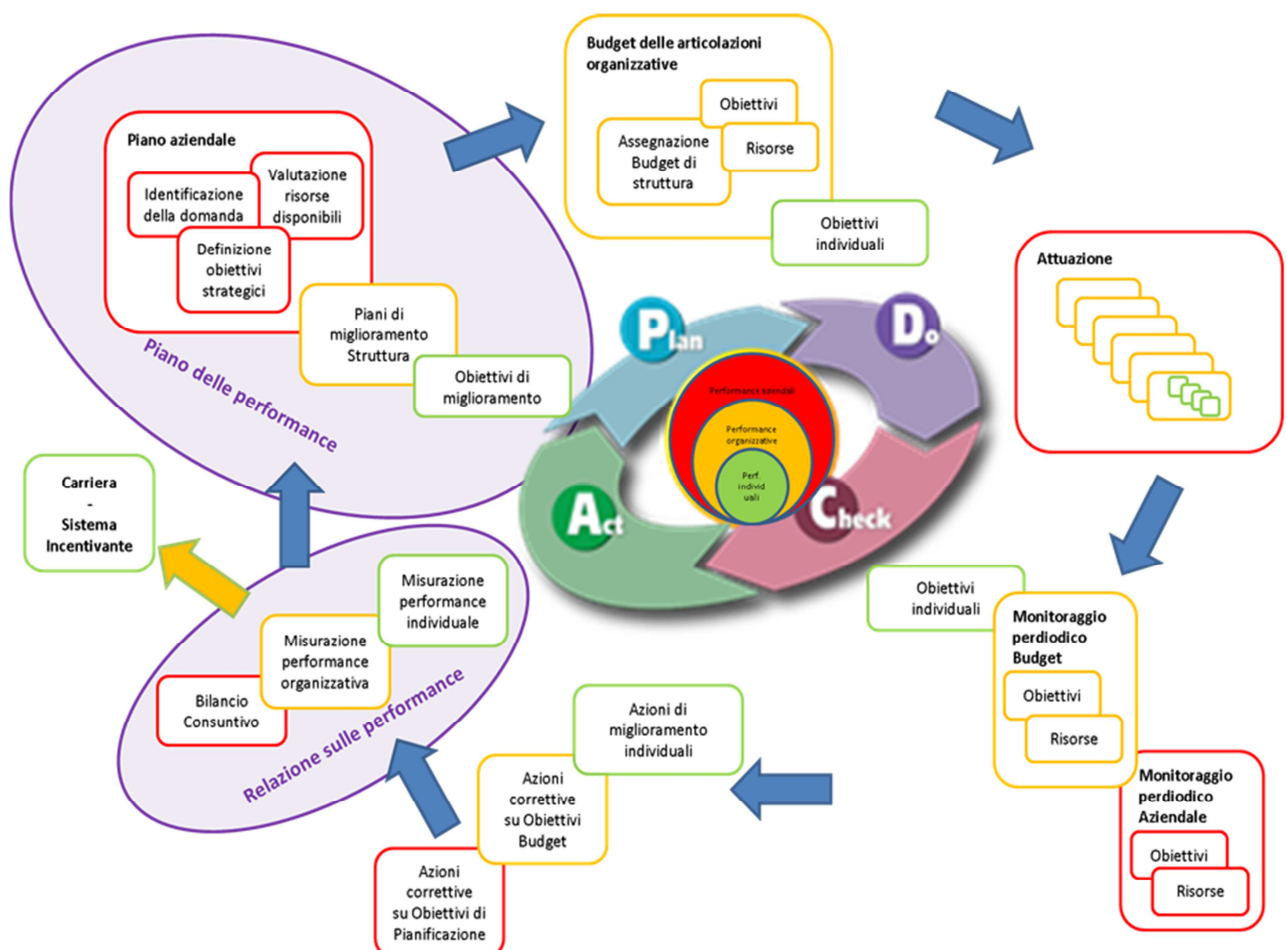 Budget delle articolazioni
organizzative
Obiettivi
Assegnazione
Budget di
struttura
Risorse
Obiettivi
individuali
Piano aziendale
Identificazione
della domanda
Valutazione
risorse
disponibili
Definizione
obiettivi
strategici
Piani di
miglioramento
Struttura
Obiettivi di
miglioramento
Piano delle performance
Attuazione
Plan
Do
Check
Act
Performance aziendali
Performance
organizzative
Perf.
individ
uali
Carriera
-
Sistema
Incentivante
Misurazione
performance
individuale
Misurazione
performance
organizzativa
Bilancio
Consuntivo
Relazione sulle performance
Obiettivi
individuali
Monitoraggio
perdiodico
Budget
Obiettivi
Risorse
Monitoraggio
perdiodico
Aziendale
Obiettivi
Risorse
Azioni di
miglioramento
individuali
Azioni
correttive
su Obiettivi
Budget
Azioni
correttive
su Obiettivi di
Pianificazione